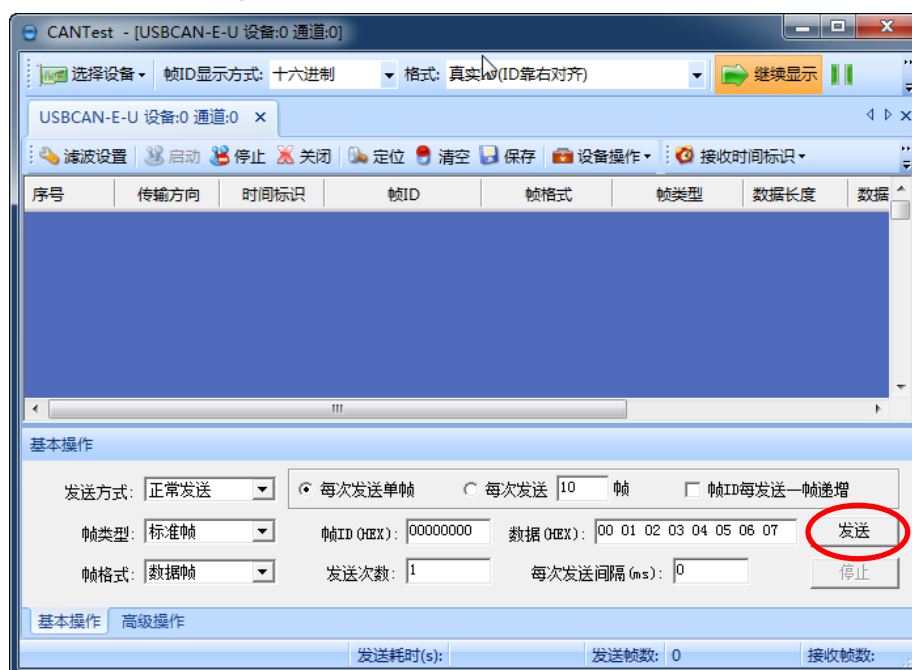 CANTest - [USBCAN-E-U 设备:0 通道:0]
选择设备 帧ID显示方式: 十六进制 格式: 真实ID(ID靠右对齐) 继续显示
USBCAN-E-U 设备:0 通道:0
滤波设置 启动 停止 关闭 定位 清空 保存 设备操作 接收时间标识
序号 传输方向 时间标识 帧ID 帧格式 帧类型 数据长度 数据
基本操作
发送方式: 正常发送 每次发送单帧 每次发送 10 帧 帧ID每发送一帧递增
帧类型: 标准帧 帧ID(HEX): 00000000 数据(HEX): 00 01 02 03 04 05 06 07 发送
帧格式: 数据帧 发送次数: 1 每次发送间隔(ms): 0 停止
基本操作 高级操作
发送耗时(s): 发送帧数: 0 接收帧数: